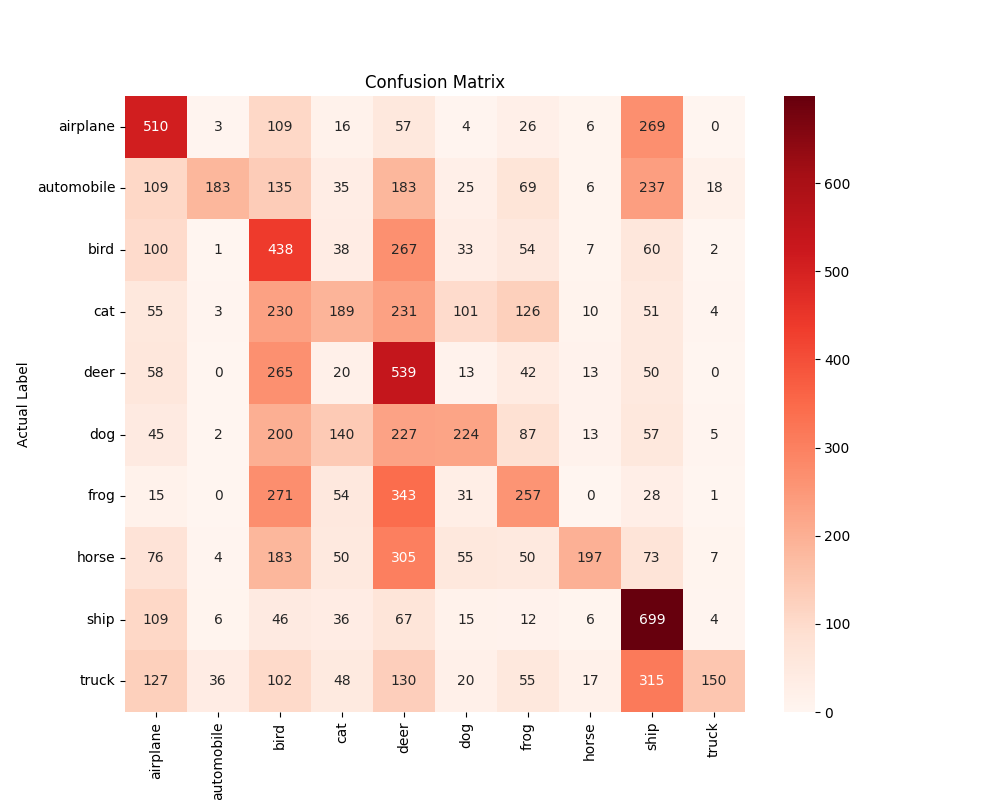 Confusion Matrix
airplane 510 3 109 16 57 4 26 6 269 0
automobile 109 183 135 35 183 25 69 6 237 18
bird 100 1 438 38 267 33 54 7 60 2
cat 55 3 230 189 231 101 126 10 51 4
deer 58 0 265 20 539 13 42 13 50 0
dog 45 2 200 140 227 224 87 13 57 5
frog 15 0 271 54 343 31 257 0 28 1
horse 76 4 183 50 305 55 50 197 73 7
ship 109 6 46 36 67 15 12 6 699 4
truck 127 36 102 48 130 20 55 17 315 150
airplane automobile bird cat deer dog frog horse ship truck
Actual Label
600
500
400
300
200
100
0